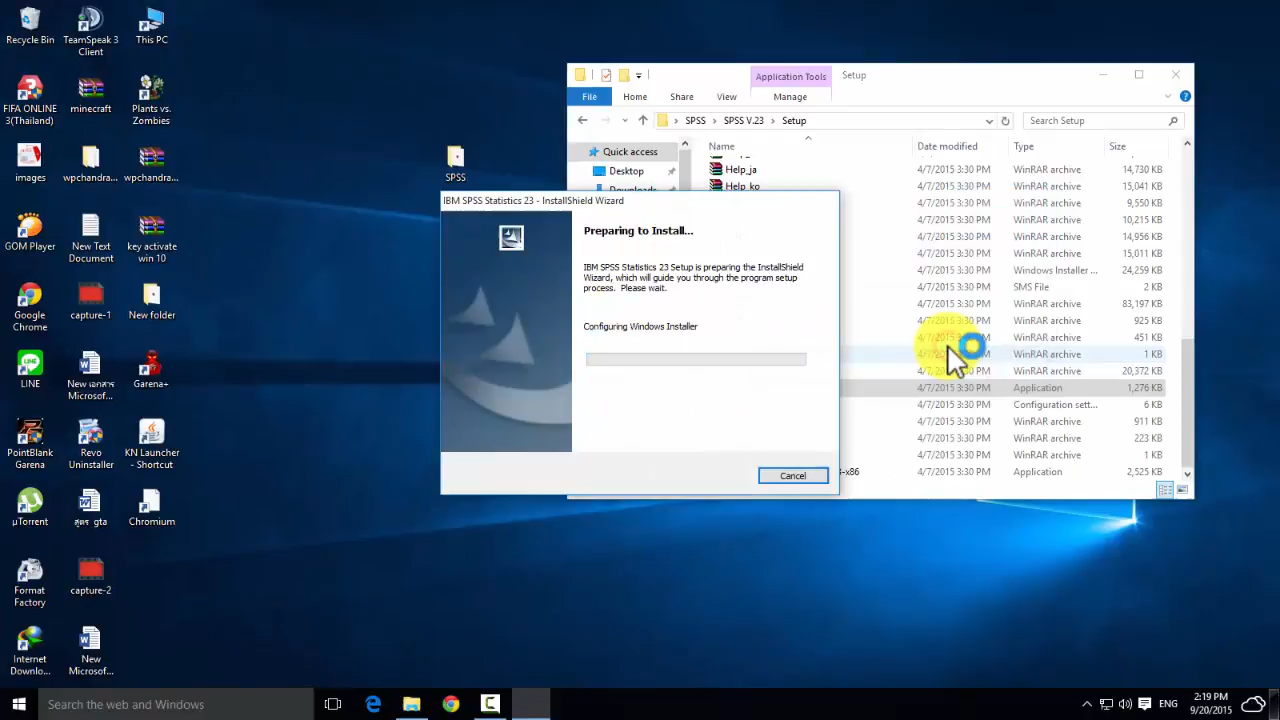 Recycle Bin
TeamSpeak 3
Client
This PC
FIFA ONLINE
3(Thailand)
minecraft
Plants vs.
Zombies
images
wpchandra...
wpchandra...
SPSS
GOM Player
New Text
Document
key activate
win 10
Google
Chrome
capture-1
New folder
LINE
New เอกสาร
Microsof...
Garena+
PointBlank
Garena
Revo
Uninstaller
KN Launcher
- Shortcut
µTorrent
สูตร gta
Chromium
Format
Factory
capture-2
Internet
Downlo...
New
Microsof...
Application Tools
Setup
File
Home
Share
View
Manage
SPSS
SPSS V.23
Setup
Search Setup
Quick access
Desktop
Downloads
Name
Date modified
Type
Size
Help_ja
4/7/2015 3:30 PM WinRAR archive 14,730 KB
Help_ko
4/7/2015 3:30 PM WinRAR archive 15,041 KB
4/7/2015 3:30 PM WinRAR archive 9,550 KB
4/7/2015 3:30 PM WinRAR archive 10,215 KB
4/7/2015 3:30 PM WinRAR archive 14,956 KB
4/7/2015 3:30 PM WinRAR archive 15,011 KB
4/7/2015 3:30 PM Windows Installer ... 24,259 KB
4/7/2015 3:30 PM SMS File 2 KB
4/7/2015 3:30 PM WinRAR archive 83,197 KB
4/7/2015 3:30 PM WinRAR archive 925 KB
4/7/2015 3:30 PM WinRAR archive 451 KB
4/7/2015 3:30 PM WinRAR archive 1 KB
4/7/2015 3:30 PM WinRAR archive 20,372 KB
4/7/2015 3:30 PM Application 1,276 KB
4/7/2015 3:30 PM Configuration sett... 6 KB
4/7/2015 3:30 PM WinRAR archive 911 KB
4/7/2015 3:30 PM WinRAR archive 223 KB
4/7/2015 3:30 PM WinRAR archive 1 KB
-x86 4/7/2015 3:30 PM Application 2,525 KB
IBM SPSS Statistics 23 - InstallShield Wizard
Preparing to Install...
IBM SPSS Statistics 23 Setup is preparing the InstallShield
Wizard, which will guide you through the program setup
process. Please wait.
Configuring Windows Installer
Cancel
Search the web and Windows
ENG
2:19 PM
9/20/2015